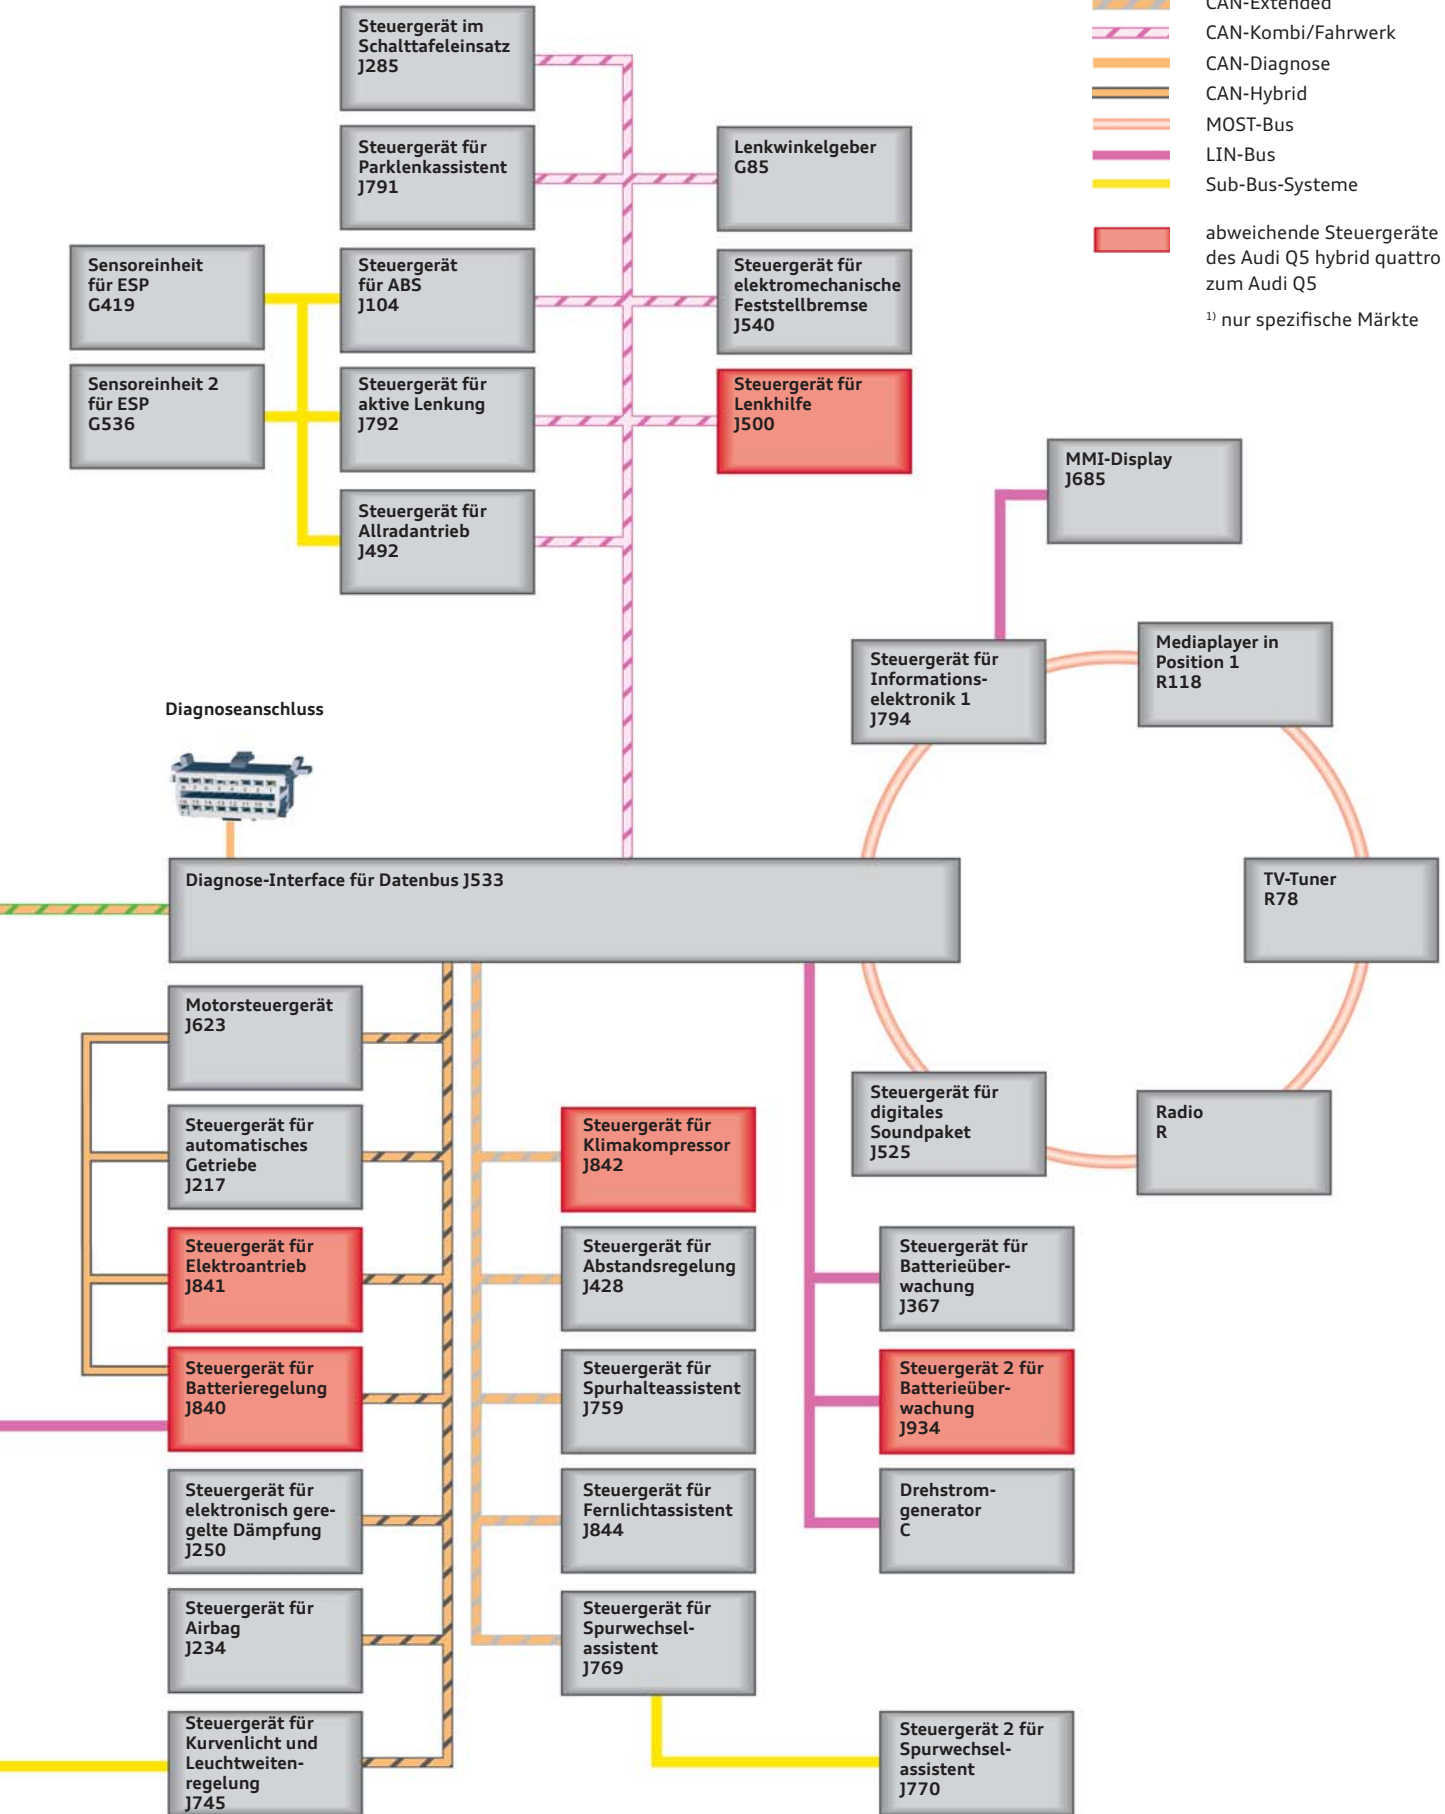 CAN-Extended
CAN-Kombi/Fahrwerk
CAN-Diagnose
CAN-Hybrid
MOST-Bus
LIN-Bus
Sub-Bus-Systeme
abweichende Steuergeräte
des Audi Q5 hybrid quattro
zum Audi Q5
1) nur spezifische Märkte
Steuergerät im
Schalttafeleinsatz
J285
Steuergerät für
Parklenkassistent
J791
Lenkwinkelgeber
G85
Sensoreinheit
für ESP
G419
Steuergerät
für ABS
J104
Steuergerät für
elektromechanische
Feststellbremse
J540
Sensoreinheit 2
für ESP
G536
Steuergerät für
aktive Lenkung
J792
Steuergerät für
Lenkhilfe
J500
Steuergerät für
Allradantrieb
J492
MMI-Display
J685
Steuergerät für
Informations-
elektronik 1
J794
Mediaplayer in
Position 1
R118
Diagnoseanschluss
Diagnose-Interface für Datenbus J533
TV-Tuner
R78
Motorsteuergerät
J623
Steuergerät für
automatisches
Getriebe
J217
Steuergerät für
Klimakompressor
J842
Steuergerät für
digitales
Soundpaket
J525
Radio
R
Steuergerät für
Elektroantrieb
J841
Steuergerät für
Abstandsregelung
J428
Steuergerät für
Batterieüber-
wachung
J367
Steuergerät für
Batterieregelung
J840
Steuergerät für
Spurhalteassistent
J759
Steuergerät 2 für
Batterieüber-
wachung
J934
Steuergerät für
elektronisch gere-
gelte Dämpfung
J250
Steuergerät für
Fernlichtassistent
J844
Drehstrom-
generator
C
Steuergerät für
Airbag
J234
Steuergerät für
Spurwechsel-
assistent
J769
Steuergerät für
Kurvenlicht und
Leuchtweiten-
regelung
J745
Steuergerät 2 für
Spurwechsel-
assistent
J770